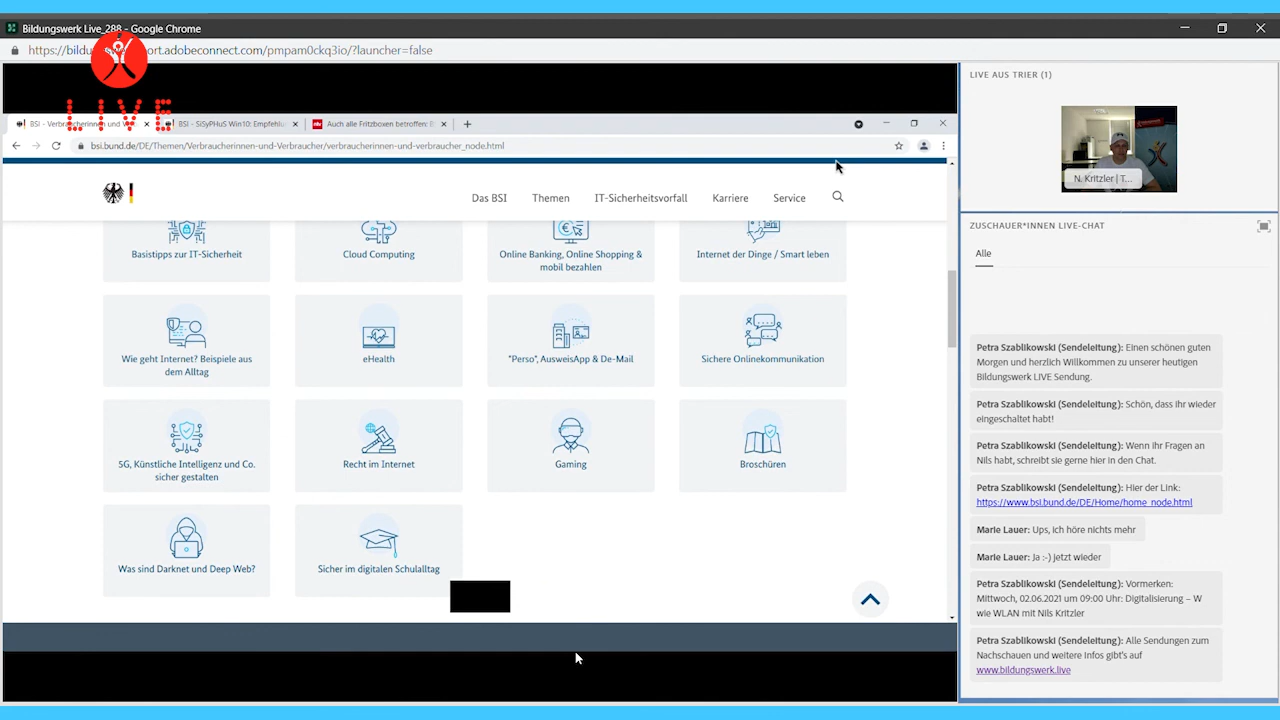 Bildungswerk Live_288 - Google Chrome
LIVE
BSI - SiSyPHuS Win10: Empfehlu
Auch alle Fritzboxen betroffen: B
bsi.bund.de/DE/Themen/Verbraucherinnen-und-Verbraucher/verbraucherinnen-und-verbraucher_node.html
Das BSI
Themen
IT-Sicherheitsvorfall
Karriere
Service
Basistipps zur IT-Sicherheit
Cloud Computing
Online Banking, Online Shopping &
mobil bezahlen
Internet der Dinge / Smart leben
Wie geht Internet? Beispiele aus
dem Alltag
eHealth
"Perso", AusweisApp & De-Mail
Sichere Onlinekommunikation
5G, Künstliche Intelligenz und Co.
sicher gestalten
Recht im Internet
Gaming
Broschüren
Was sind Darknet und Deep Web?
Sicher im digitalen Schulalltag
LIVE AUS TRIER (1)
N. Kritzler | T...
ZUSCHAUER*INNEN LIVE-CHAT
Alle
Petra Szablikowski (Sendeleitung): Einen schönen guten
Morgen und herzlich Willkommen zu unserer heutigen
Bildungswerk LIVE Sendung.
Petra Szablikowski (Sendeleitung): Schön, dass ihr wieder
eingeschaltet habt!
Petra Szablikowski (Sendeleitung): Wenn ihr Fragen an
Nils habt, schreibt sie gerne hier in den Chat.
Petra Szablikowski (Sendeleitung): Hier der Link:
https://www.bsi.bund.de/DE/Home/home_node.html
Marie Lauer: Ups, ich höre nichts mehr
Marie Lauer: Ja :-) jetzt wieder
Petra Szablikowski (Sendeleitung): Vormerken:
Mittwoch, 02.06.2021 um 09:00 Uhr: Digitalisierung – W
wie WLAN mit Nils Kritzler
Petra Szablikowski (Sendeleitung): Alle Sendungen zum
Nachschauen und weitere Infos gibt's auf
www.bildungswerk.live